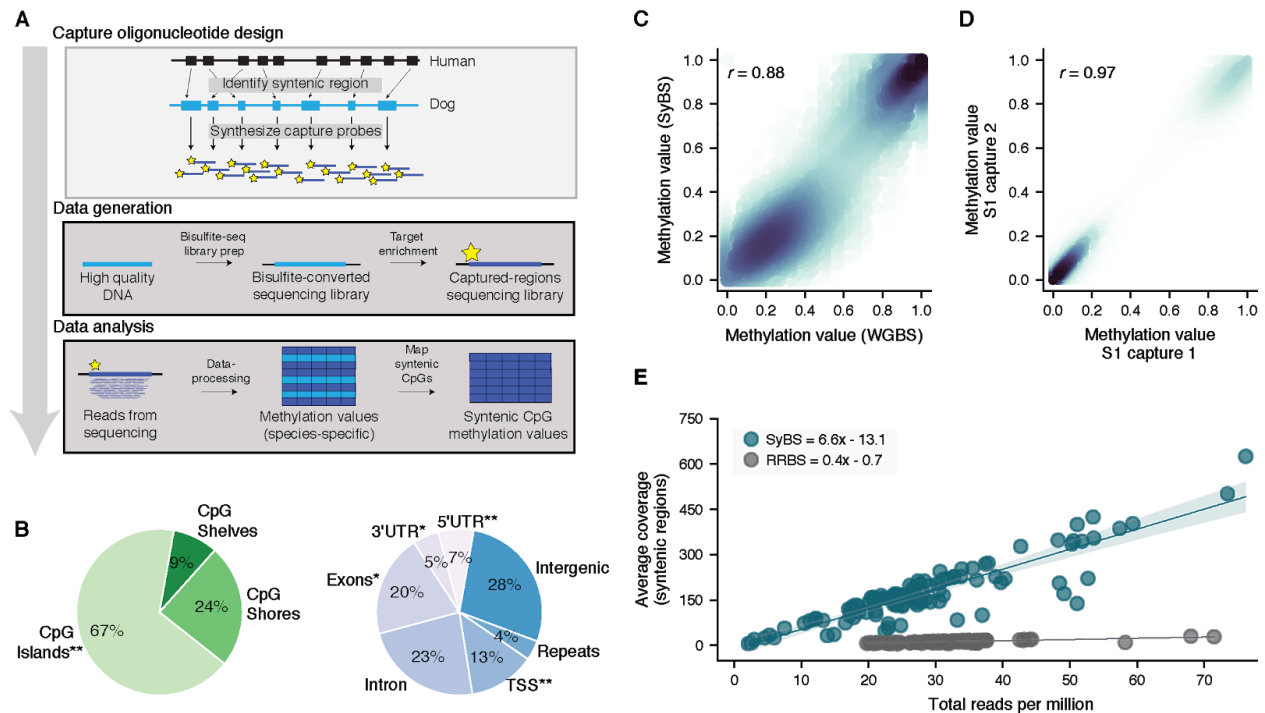 A
Capture oligonucleotide design
Human
Identify syntenic region
Dog
Synthesize capture probes
Data generation
Bisulfite-seq
library prep
Target
enrichment
High quality
DNA
Bisulfite-converted
sequencing library
Captured-regions
sequencing library
Data analysis
Data-
processing
Map
syntenic
CpGs
Reads from
sequencing
Methylation values
(species-specific)
Syntenic CpG
methylation values
B
CpG
Shelves
9%
CpG
Shores
24%
CpG
Islands**
67%
3'UTR*
5'UTR**
5%
7%
Exons*
20%
Intergenic
28%
4%
Repeats
23%
13%
Intron
TSS**
C
r = 0.88
Methylation value (SyBS)
1.0
0.8
0.6
0.4
0.2
0.0
0.0 0.2 0.4 0.6 0.8 1.0
Methylation value (WGBS)
D
r = 0.97
Methylation value
S1 capture 2
1.0
0.8
0.6
0.4
0.2
0.0
0.0 0.2 0.4 0.6 0.8 1.0
Methylation value
S1 capture 1
E
SyBS = 6.6x - 13.1
RRBS = 0.4x - 0.7
Average coverage
(syntenic regions)
750
600
450
300
150
0
0 10 20 30 40 50 60 70
Total reads per million